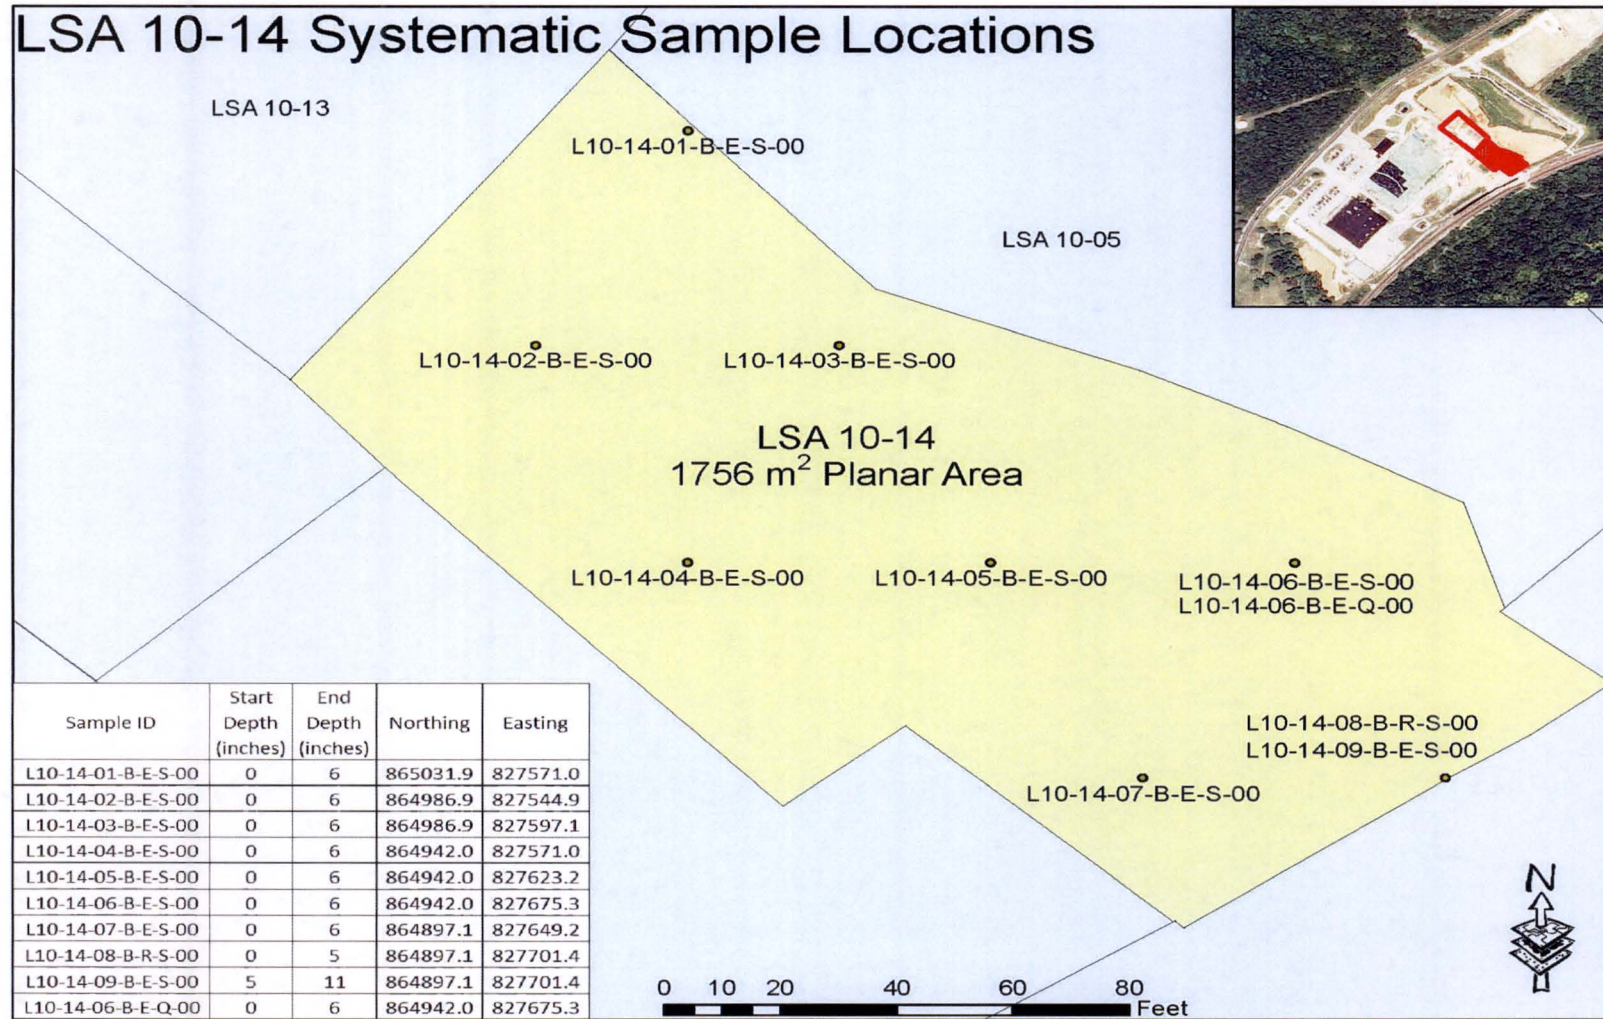 LSA 10-14 Systematic Sample Locations
LSA 10-13
L10-14-01-B-E-S-00
LSA 10-05
L10-14-02-B-E-S-00
L10-14-03-B-E-S-00
LSA 10-14
1756 m² Planar Area
L10-14-04-B-E-S-00
L10-14-05-B-E-S-00
L10-14-06-B-E-S-00
L10-14-06-B-E-Q-00
L10-14-08-B-R-S-00
L10-14-09-B-E-S-00
L10-14-07-B-E-S-00
Sample ID Start Depth (inches) End Depth (inches) Northing Easting
L10-14-01-B-E-S-00 0 6 865031.9 827571.0
L10-14-02-B-E-S-00 0 6 864986.9 827544.9
L10-14-03-B-E-S-00 0 6 864986.9 827597.1
L10-14-04-B-E-S-00 0 6 864942.0 827571.0
L10-14-05-B-E-S-00 0 6 864942.0 827623.2
L10-14-06-B-E-S-00 0 6 864942.0 827675.3
L10-14-07-B-E-S-00 0 6 864897.1 827649.2
L10-14-08-B-R-S-00 0 5 864897.1 827701.4
L10-14-09-B-E-S-00 5 11 864897.1 827701.4
L10-14-06-B-E-Q-00 0 6 864942.0 827675.3
0 10 20 40 60 80
Feet
N